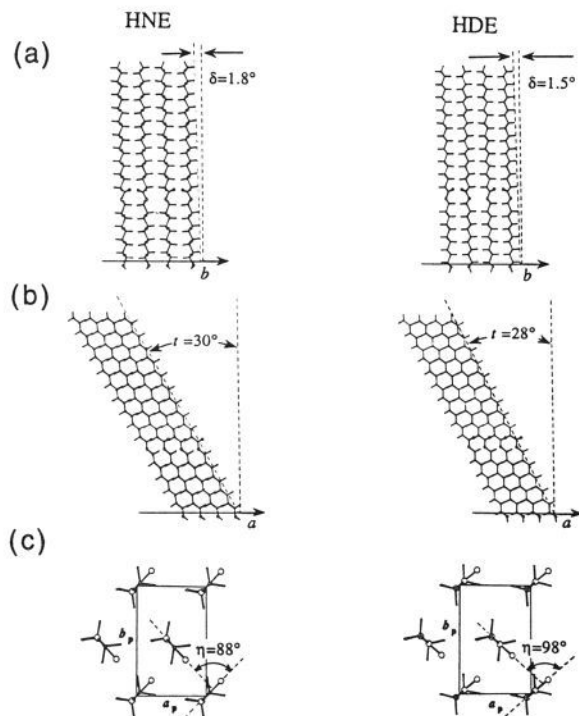 HNE HDE
(a)
δ=1.8° δ=1.5°
b b
(b)
t =30° t =28°
a a
(c)
b_p b_p
η=88° η=98°
a_p a_p